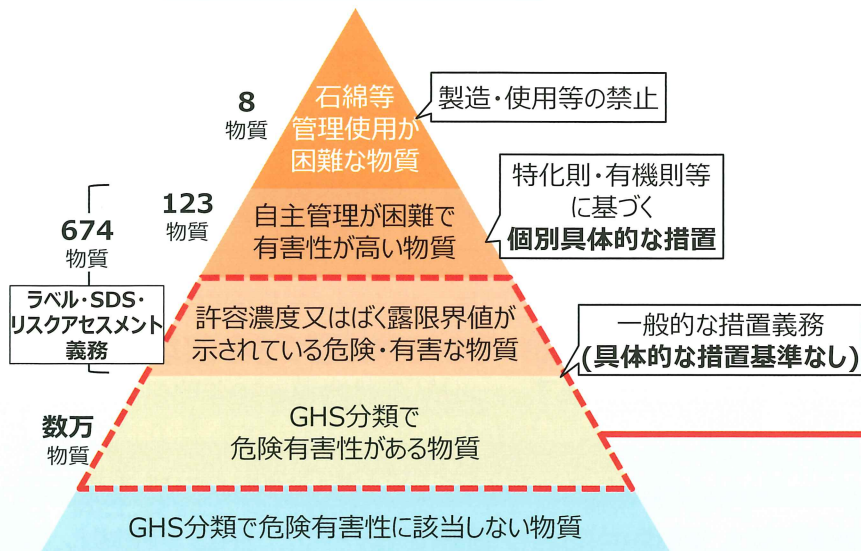 8
物質
石綿等
管理使用が
困難な物質
製造・使用等の禁止
123
物質
自主管理が困難で
有害性が高い物質
特化則・有機則等
に基づく
個別具体的な措置
674
物質
ラベル・SDS・
リスクアセスメント
義務
許容濃度又はばく露限界値が
示されている危険・有害な物質
一般的な措置義務
(具体的な措置基準なし)
数万
物質
GHS分類で
危険有害性がある物質
GHS分類で危険有害性に該当しない物質